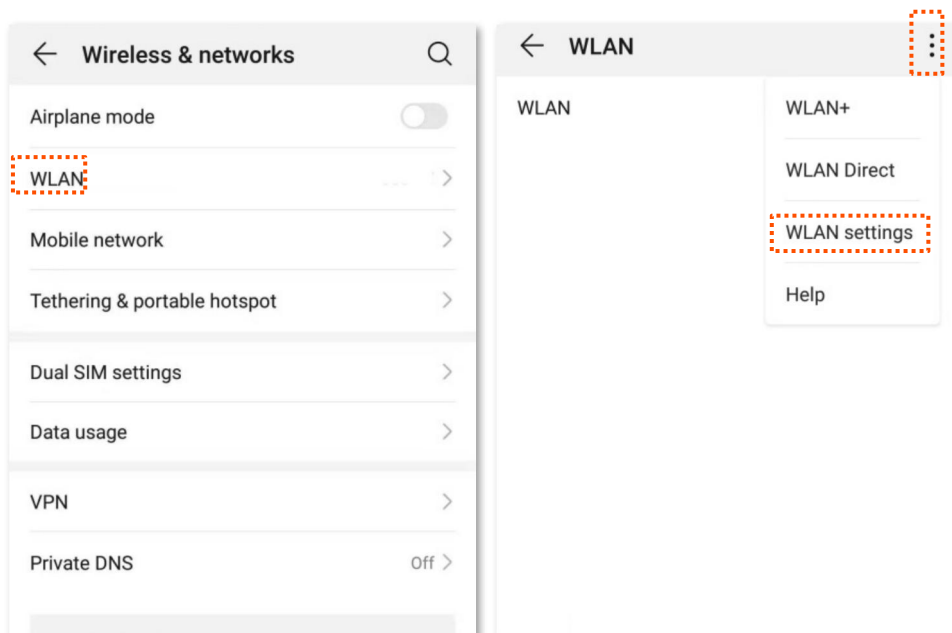 Wireless & networks
Airplane mode
WLAN
Mobile network
Tethering & portable hotspot
Dual SIM settings
Data usage
VPN
Private DNS
Off
WLAN
WLAN
WLAN+
WLAN Direct
WLAN settings
Help